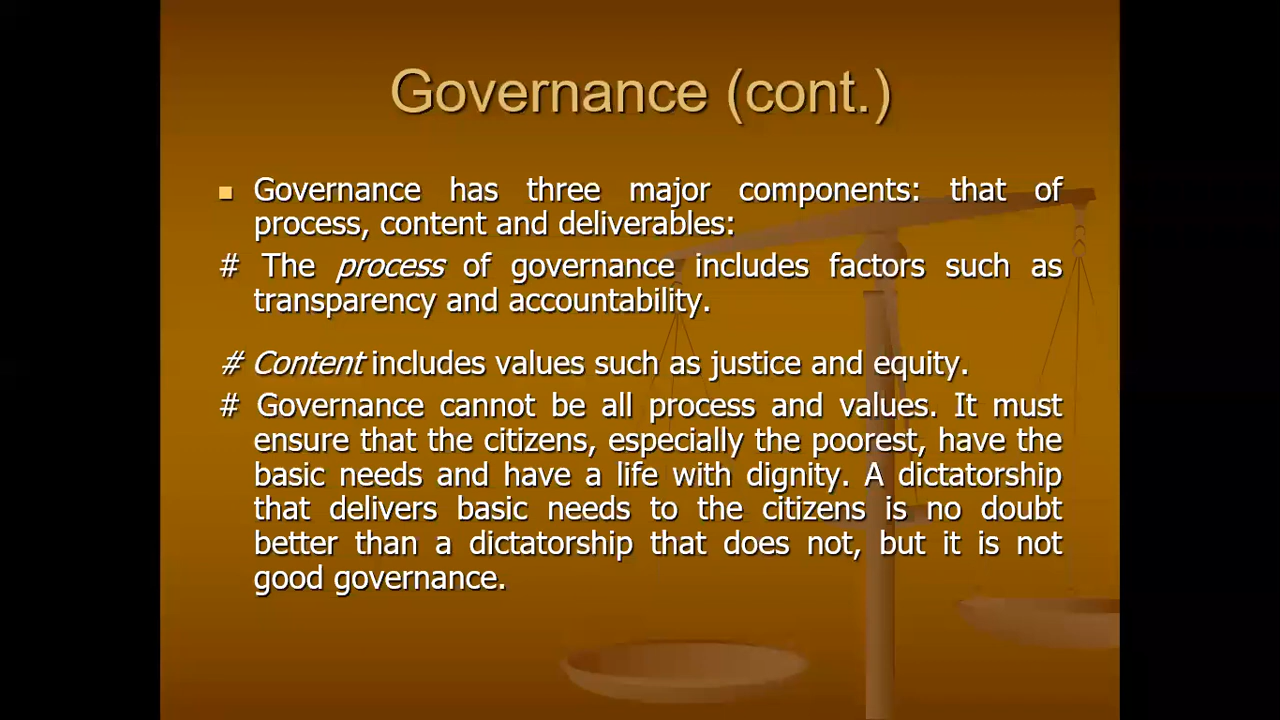 Governance (cont.)
Governance has three major components: that of
process, content and deliverables:
# The process of governance includes factors such as
transparency and accountability.
# Content includes values such as justice and equity.
# Governance cannot be all process and values. It must
ensure that the citizens, especially the poorest, have the
basic needs and have a life with dignity. A dictatorship
that delivers basic needs to the citizens is no doubt
better than a dictatorship that does not, but it is not
good governance.